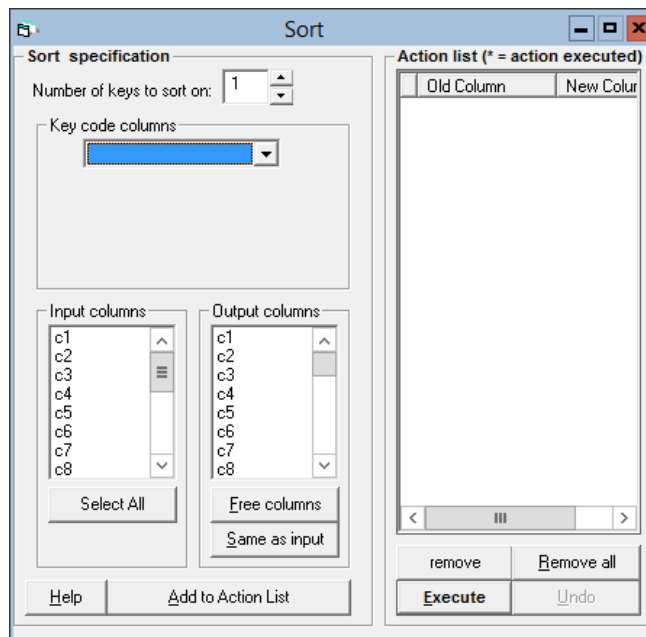 Sort
Sort specification
Number of keys to sort on: 1
Key code columns
Input columns
c1
c2
c3
c4
c5
c6
c7
c8
Select All
Output columns
c1
c2
c3
c4
c5
c6
c7
c8
Free columns
Same as input
Help
Add to Action List
Action list (* = action executed)
Old Column New Colur
remove Remove all
Execute Undo